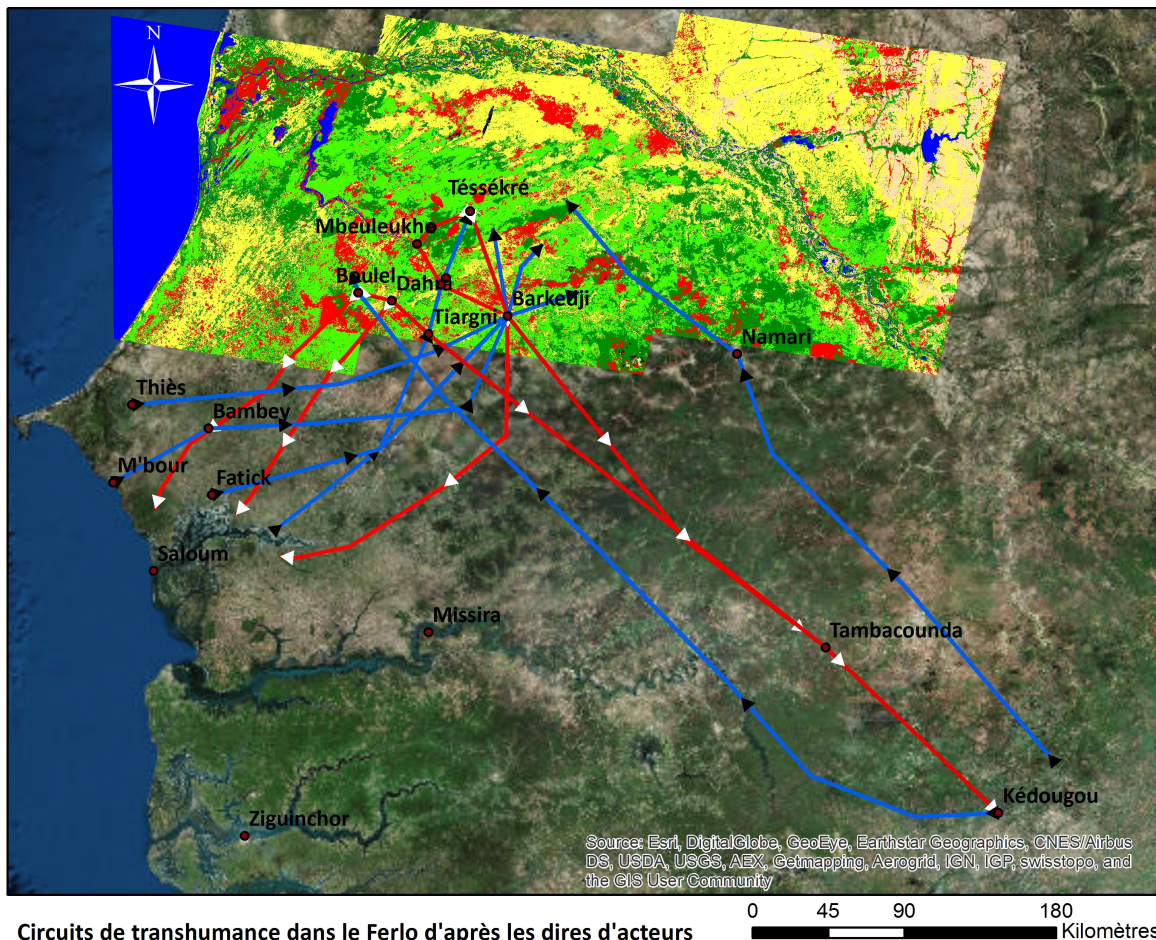 N
Téssékré
Mbeuleukhe
Boulel
Dahra
Barkedji
Tiargni
Namari
Thiès
Bambey
M'bour
Fatick
Saloum
Missira
Tambacounda
Kédougou
Ziguinchor
Source: Esri, DigitalGlobe, GeoEye, Earthstar Geographics, CNES/Airbus
DS, USDA, USGS, AEX, Getmapping, Aerogrid, IGN, IGP, swisstopo, and
the GIS User Community
0 45 90 180
Kilomètres
Circuits de transhumance dans le Ferlo d'après les dires d'acteurs